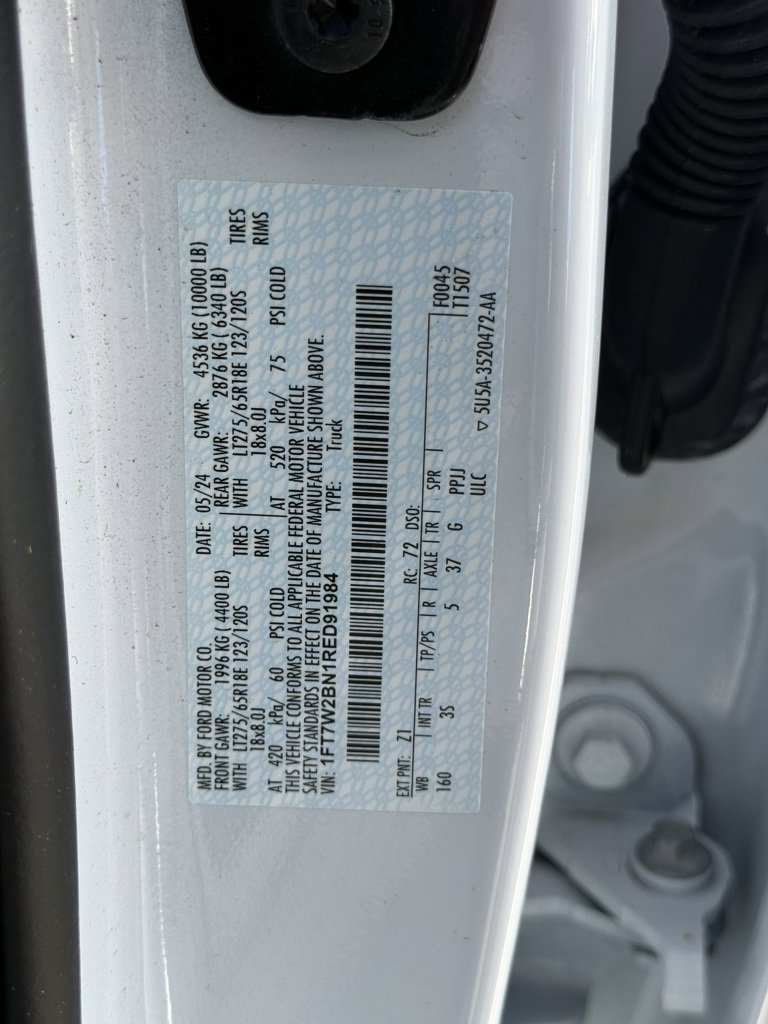 MFD. BY FORD MOTOR CO.
DATE: 05/24 GVWR: 4536 KG (10000 LB)
FRONT GAWR: 1996 KG ( 4400 LB) REAR GAWR: 2876 KG ( 6340 LB)
WITH LT275/65R18E 123/120S TIRES WITH LT275/65R18E 123/120S TIRES
18x8.0J RIMS 18x8.0J RIMS
AT 420 kPa/ 60 PSI COLD AT 520 kPa/ 75 PSI COLD
THIS VEHICLE CONFORMS TO ALL APPLICABLE FEDERAL MOTOR VEHICLE
SAFETY STANDARDS IN EFFECT ON THE DATE OF MANUFACTURE SHOWN ABOVE.
VIN: 1FT7W2BN1RED91984 TYPE: Truck
F0045
T1507
EXT PNT: Z1 RC: 72 DSO:
WB | INT TR | TP/PS | R | AXLE | TR | SPR |
160 3S 5 37 G PPJJ
ULC
▽ 5U5A-3520472-AA